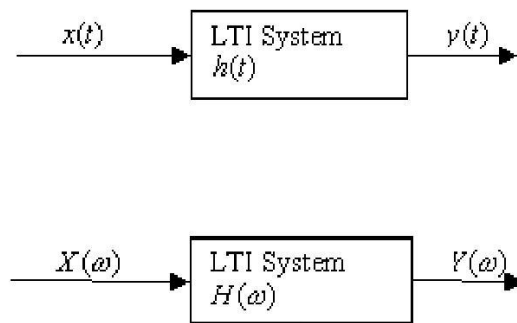 x(t) LTI System y(t)
h(t)
X(ω) LTI System Y(ω)
H(ω)